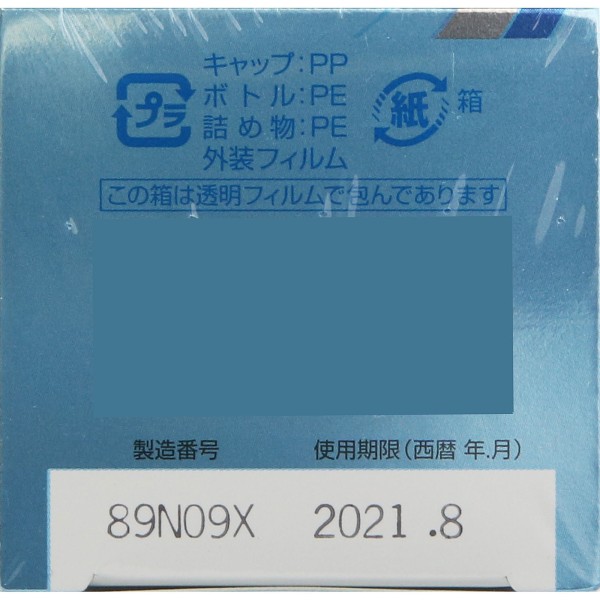 キャップ:PP
プラ
ボトル:PE
紙
箱
詰め物:PE
外装フィルム
この箱は透明フィルムで包んであります
製造番号 使用期限(西暦 年.月)
89N09X 2021 .8